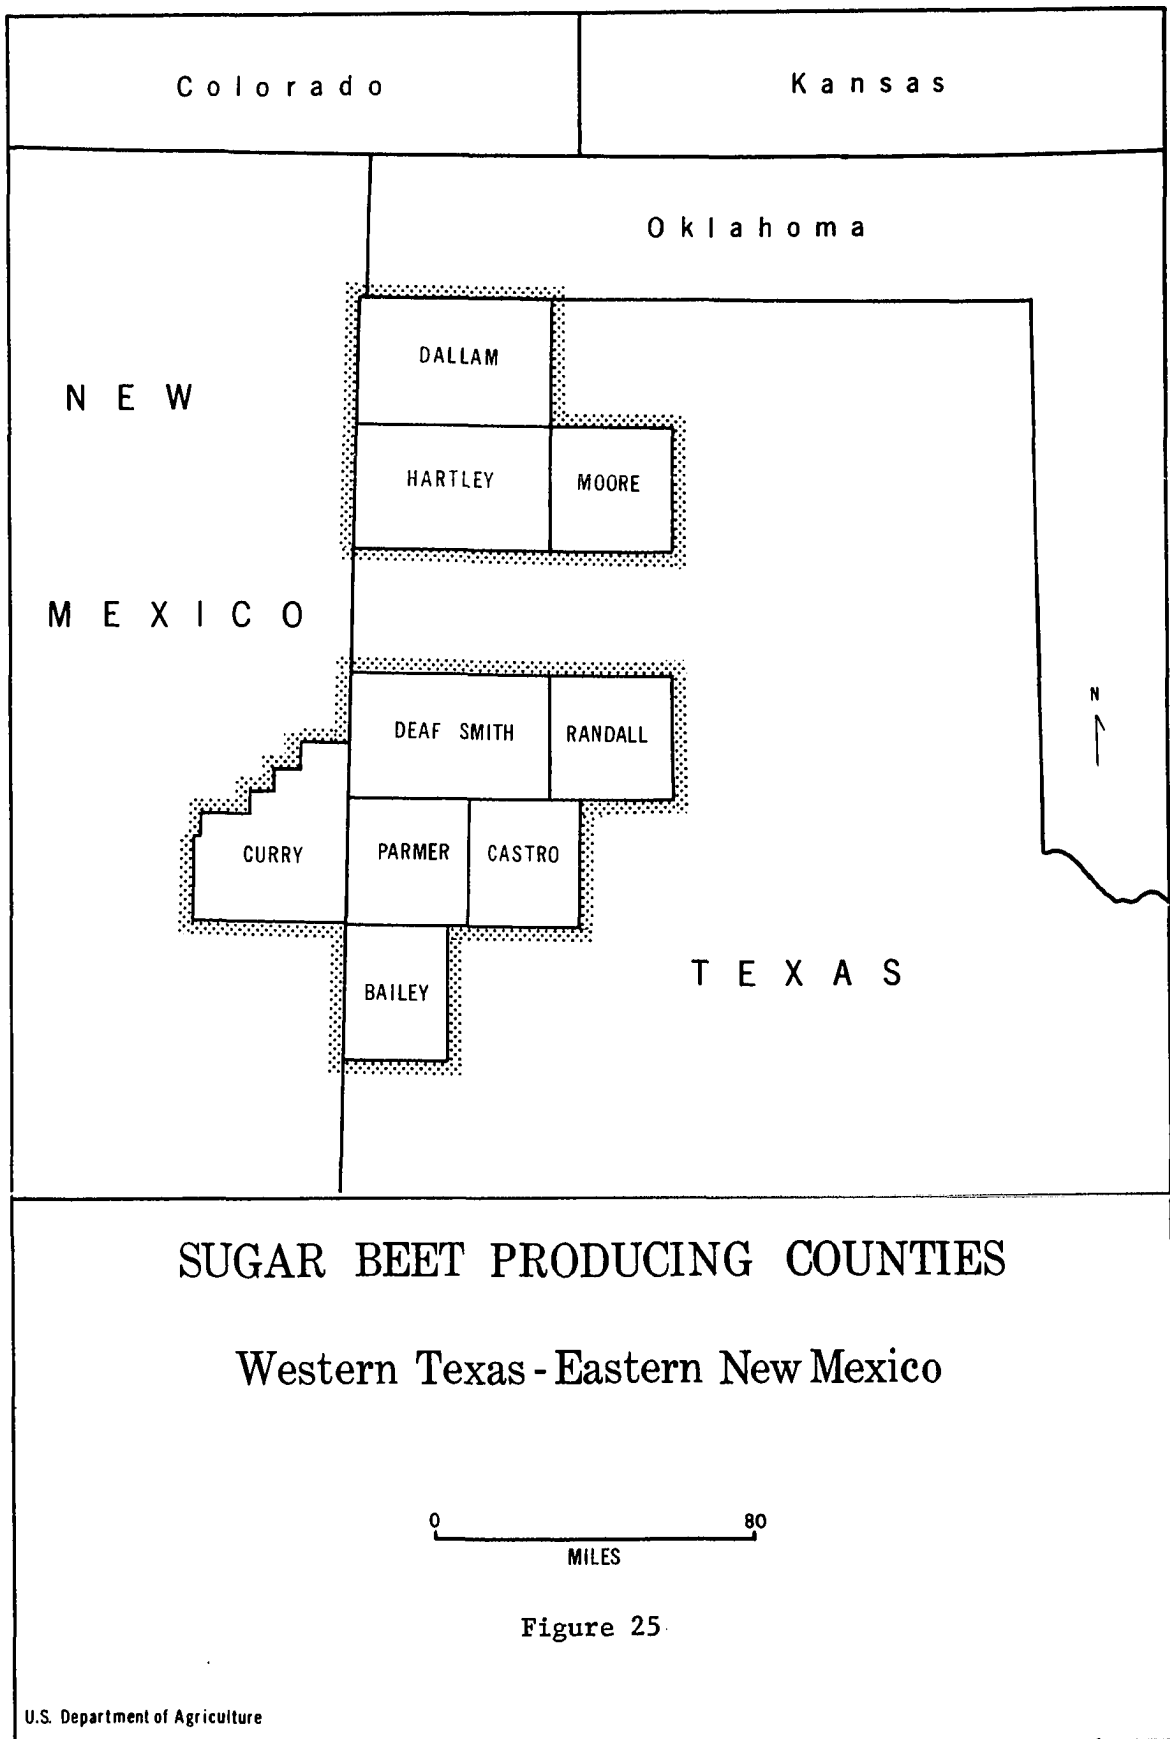 Colorado
Kansas
Oklahoma
DALLAM
NEW
HARTLEY
MOORE
MEXICO
N
DEAF SMITH
RANDALL
CURRY
PARMER
CASTRO
TEXAS
BAILEY
SUGAR BEET PRODUCING COUNTIES
Western Texas - Eastern New Mexico
0 80
MILES
Figure 25
U.S. Department of Agriculture